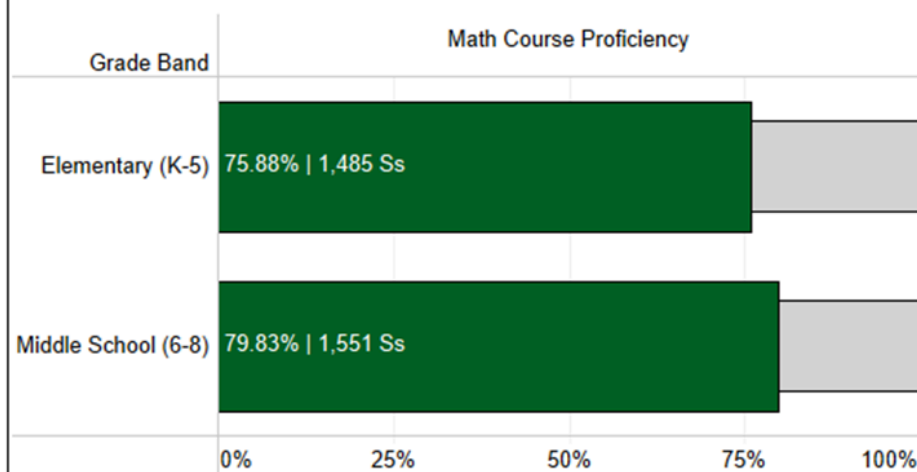 Math Course Proficiency
Grade Band
Elementary (K-5) 75.88% | 1,485 Ss
Middle School (6-8) 79.83% | 1,551 Ss
0% 25% 50% 75% 100%